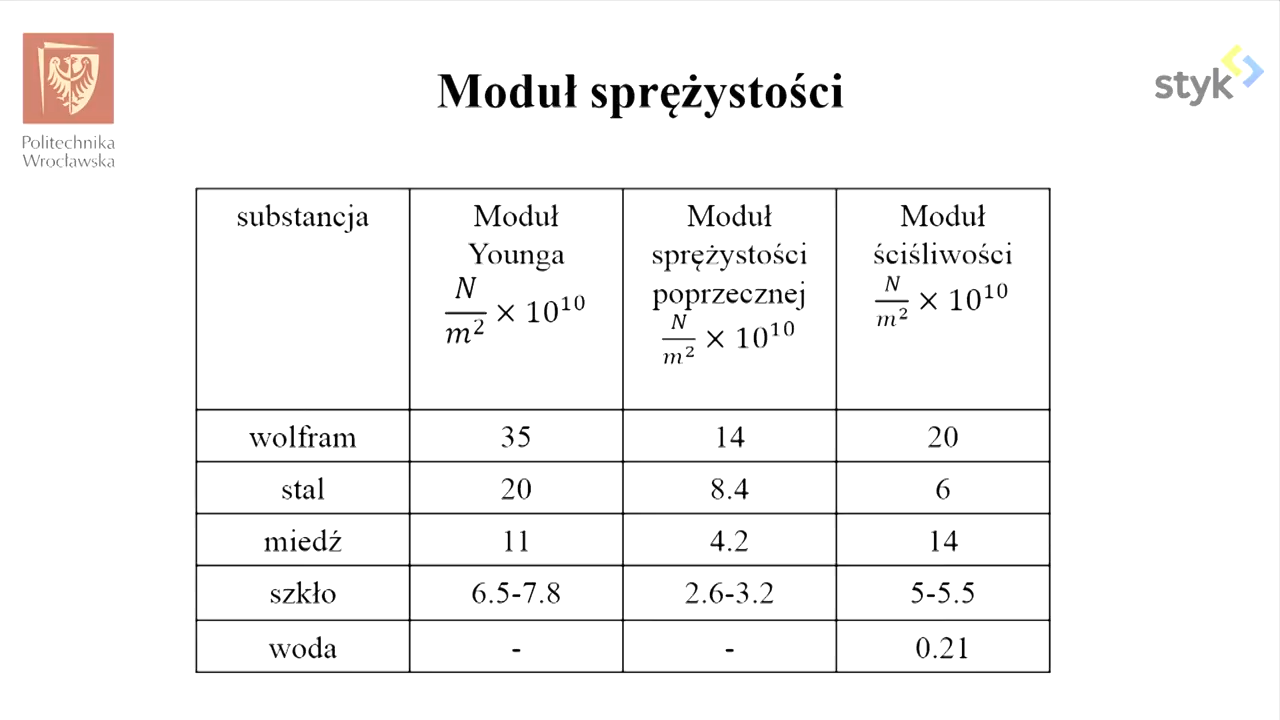 Politechnika
Wrocławska
Moduł sprężystości
styk
substancja
Moduł
Younga
N/m² × 10¹⁰
Moduł
sprężystości
poprzecznej
N/m² × 10¹⁰
Moduł
ściśliwości
N/m² × 10¹⁰
wolfram 35 14 20
stal 20 8.4 6
miedź 11 4.2 14
szkło 6.5-7.8 2.6-3.2 5-5.5
woda - - 0.21